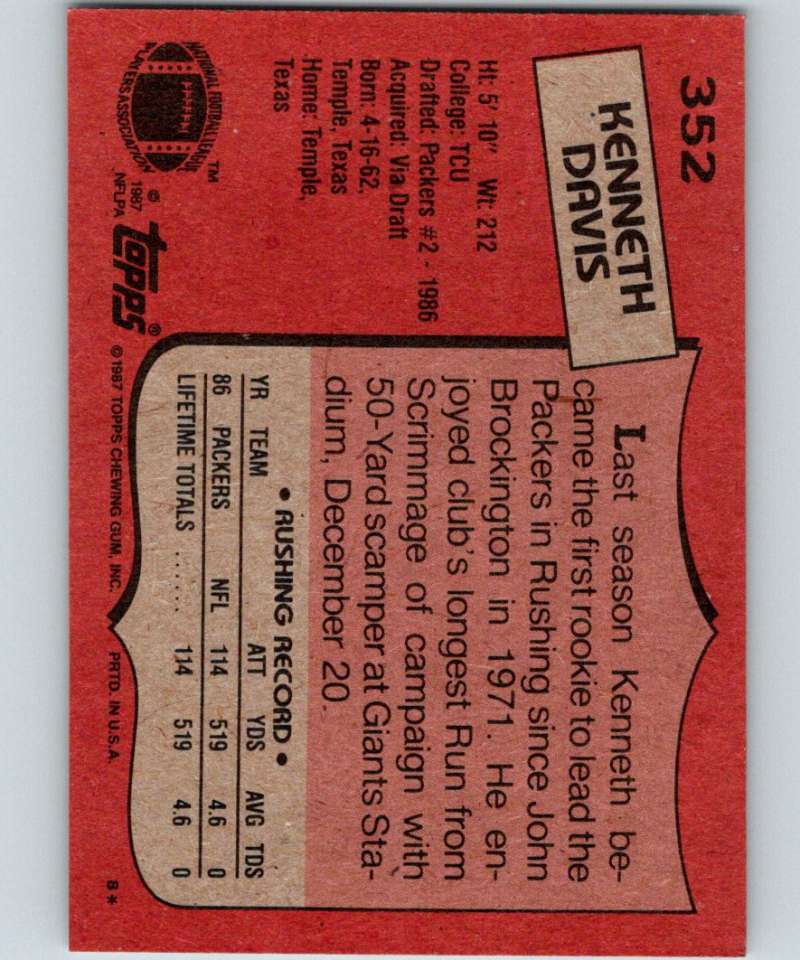 352
KENNETH
DAVIS
Ht: 5' 10" Wt: 212
College: TCU
Drafted: Packers #2 - 1986
Acquired: Via Draft
Born: 4-16-62,
Temple, Texas
Home: Temple,
Texas
NATIONAL FOOTBALL LEAGUE
PLAYERS ASSOCIATION
™
© 1987
NFLPA
topps®
Last season Kenneth be-
came the first rookie to lead the
Packers in Rushing since John
Brockington in 1971. He en-
joyed club's longest Run from
Scrimmage of campaign with
50-Yard scamper at Giants Sta-
dium, December 20.
• RUSHING RECORD •
YR TEAM ATT YDS AVG TDS
86 PACKERS NFL 114 519 4.6 0
LIFETIME TOTALS ...... 114 519 4.6 0
© 1987 TOPPS CHEWING GUM, INC. PRTD. IN U.S.A. B*